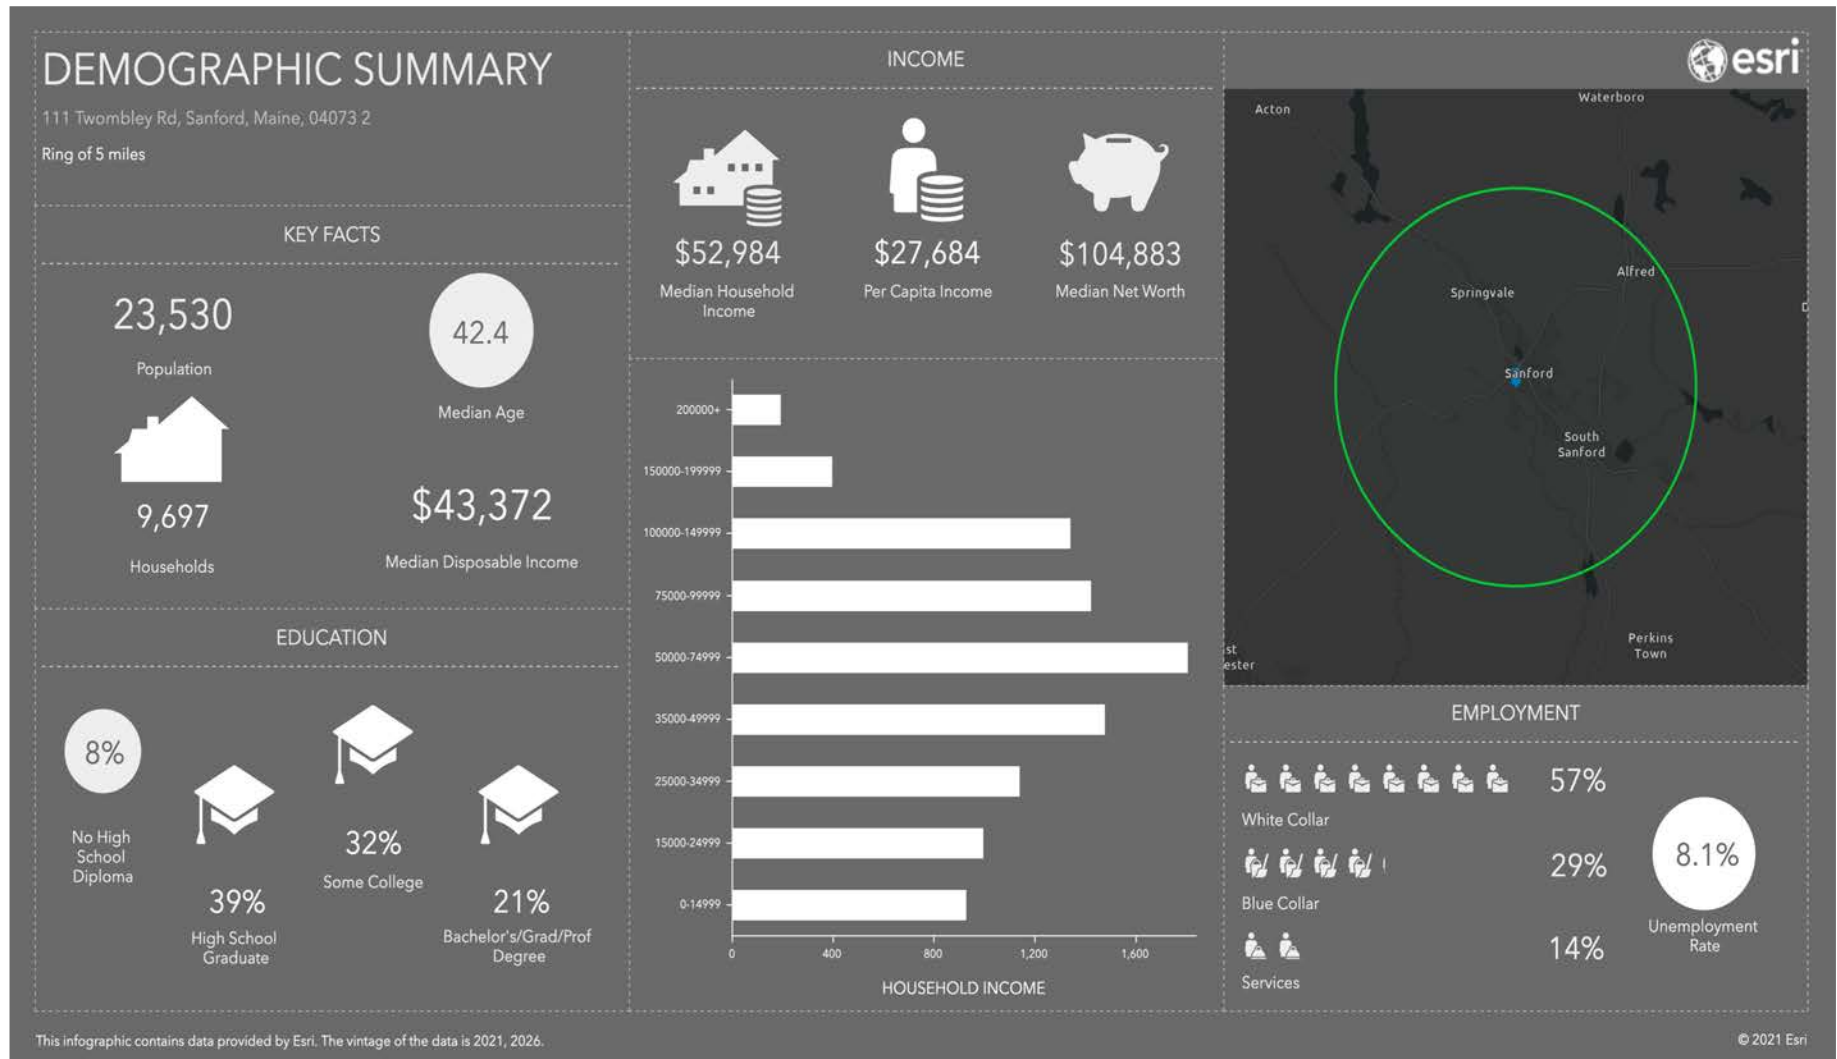 DEMOGRAPHIC SUMMARY
111 Twombley Rd, Sanford, Maine, 04073 2
Ring of 5 miles
KEY FACTS
23,530
Population
42.4
Median Age
9,697
Households
$43,372
Median Disposable Income
EDUCATION
8%
No High
School
Diploma
39%
High School
Graduate
32%
Some College
21%
Bachelor's/Grad/Prof
Degree
INCOME
$52,984
Median Household
Income
$27,684
Per Capita Income
$104,883
Median Net Worth
200000+
150000-199999
100000-149999
75000-99999
50000-74999
35000-49999
25000-34999
15000-24999
0-14999
0 400 800 1,200 1,600
HOUSEHOLD INCOME
esri
Acton
Waterboro
Alfred
Springvale
Sanford
South
Sanford
Perkins
Town
st
ester
D
EMPLOYMENT
57%
White Collar
29%
Blue Collar
14%
Services
8.1%
Unemployment
Rate
This infographic contains data provided by Esri. The vintage of the data is 2021, 2026.
© 2021 Esri